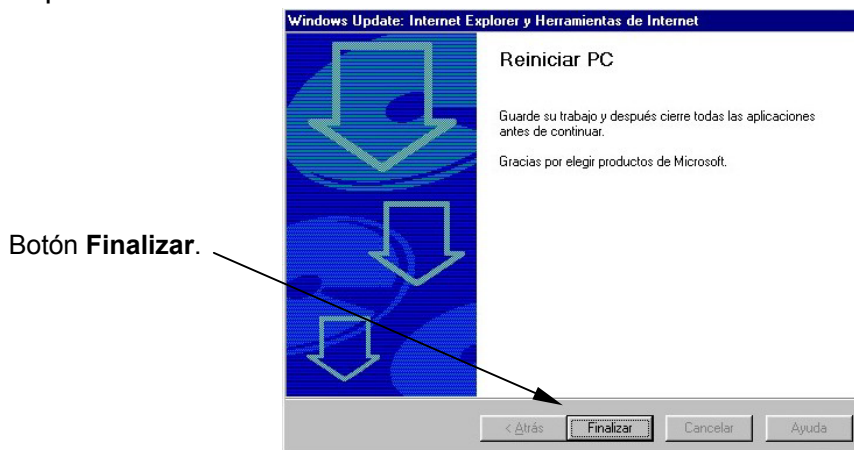 Windows Update: Internet Explorer y Herramientas de Internet
Reiniciar PC
Guarde su trabajo y después cierre todas las aplicaciones
antes de continuar.
Gracias por elegir productos de Microsoft.
Botón Finalizar.
< Atrás Finalizar Cancelar Ayuda